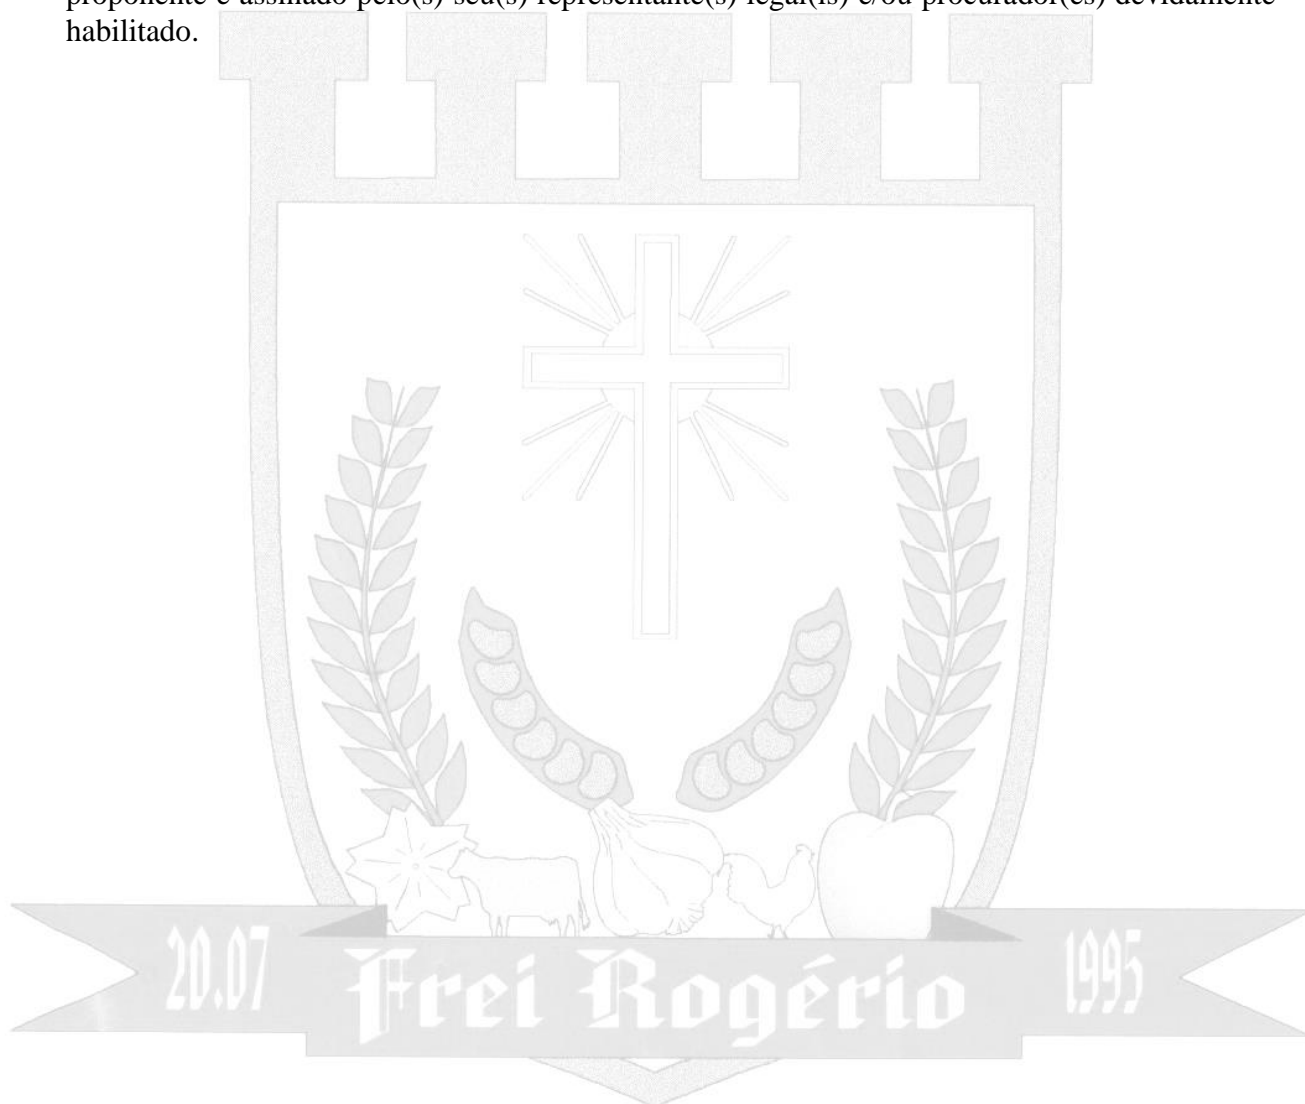 proponente e assinado pelo(s) seu(s) representante(s) legal(is) e/ou procurador(es) devidamente
habilitado.
20.07 Frei Rogério 1995